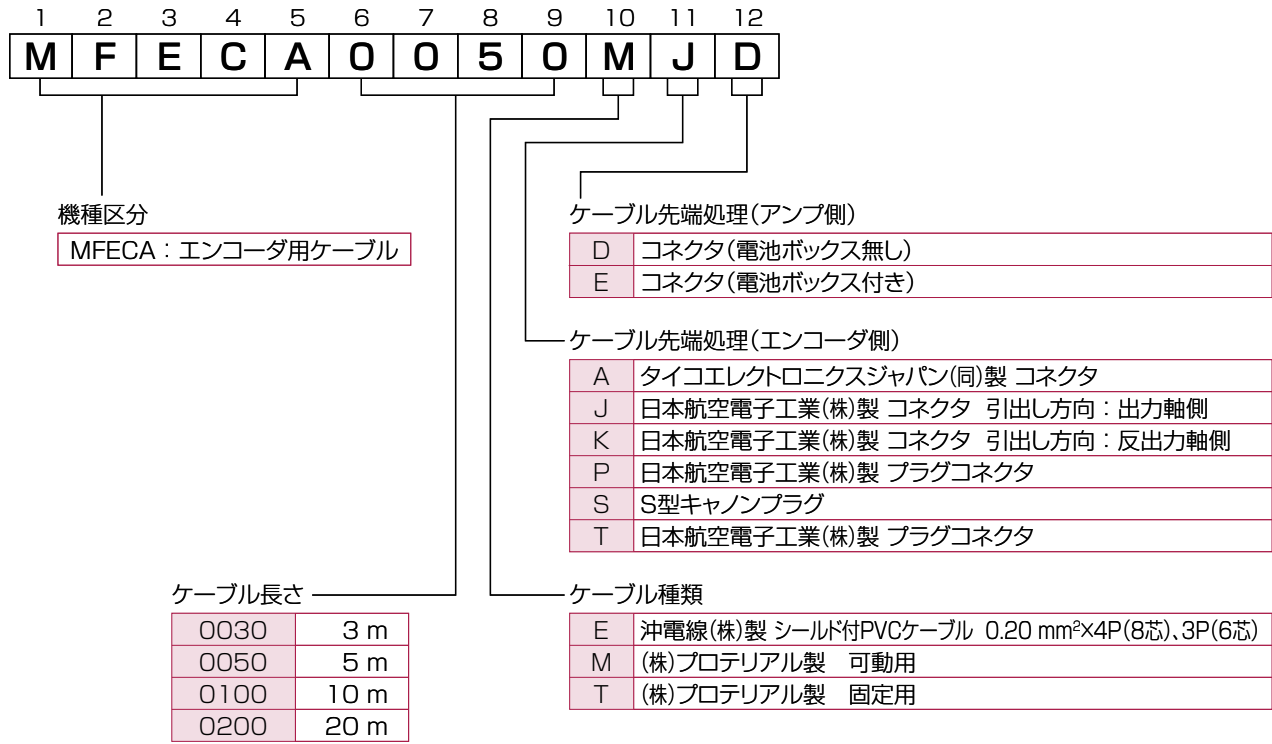 1 2 3 4 5 6 7 8 9 10 11 12
M F E C A 0 0 5 0 M J D
機種区分
MFECA：エンコーダ用ケーブル
ケーブル先端処理（アンプ側）
D コネクタ（電池ボックス無し）
E コネクタ（電池ボックス付き）
ケーブル先端処理（エンコーダ側）
A タイコエレクトロニクスジャパン(同)製 コネクタ
J 日本航空電子工業(株)製 コネクタ 引出し方向：出力軸側
K 日本航空電子工業(株)製 コネクタ 引出し方向：反出力軸側
P 日本航空電子工業(株)製 プラグコネクタ
S S型キャノンプラグ
T 日本航空電子工業(株)製 プラグコネクタ
ケーブル長さ
0030 3 m
0050 5 m
0100 10 m
0200 20 m
ケーブル種類
E 沖電線(株)製 シールド付PVCケーブル 0.20 mm²×4P(8芯)、3P(6芯)
M (株)プロテリアル製 可動用
T (株)プロテリアル製 固定用